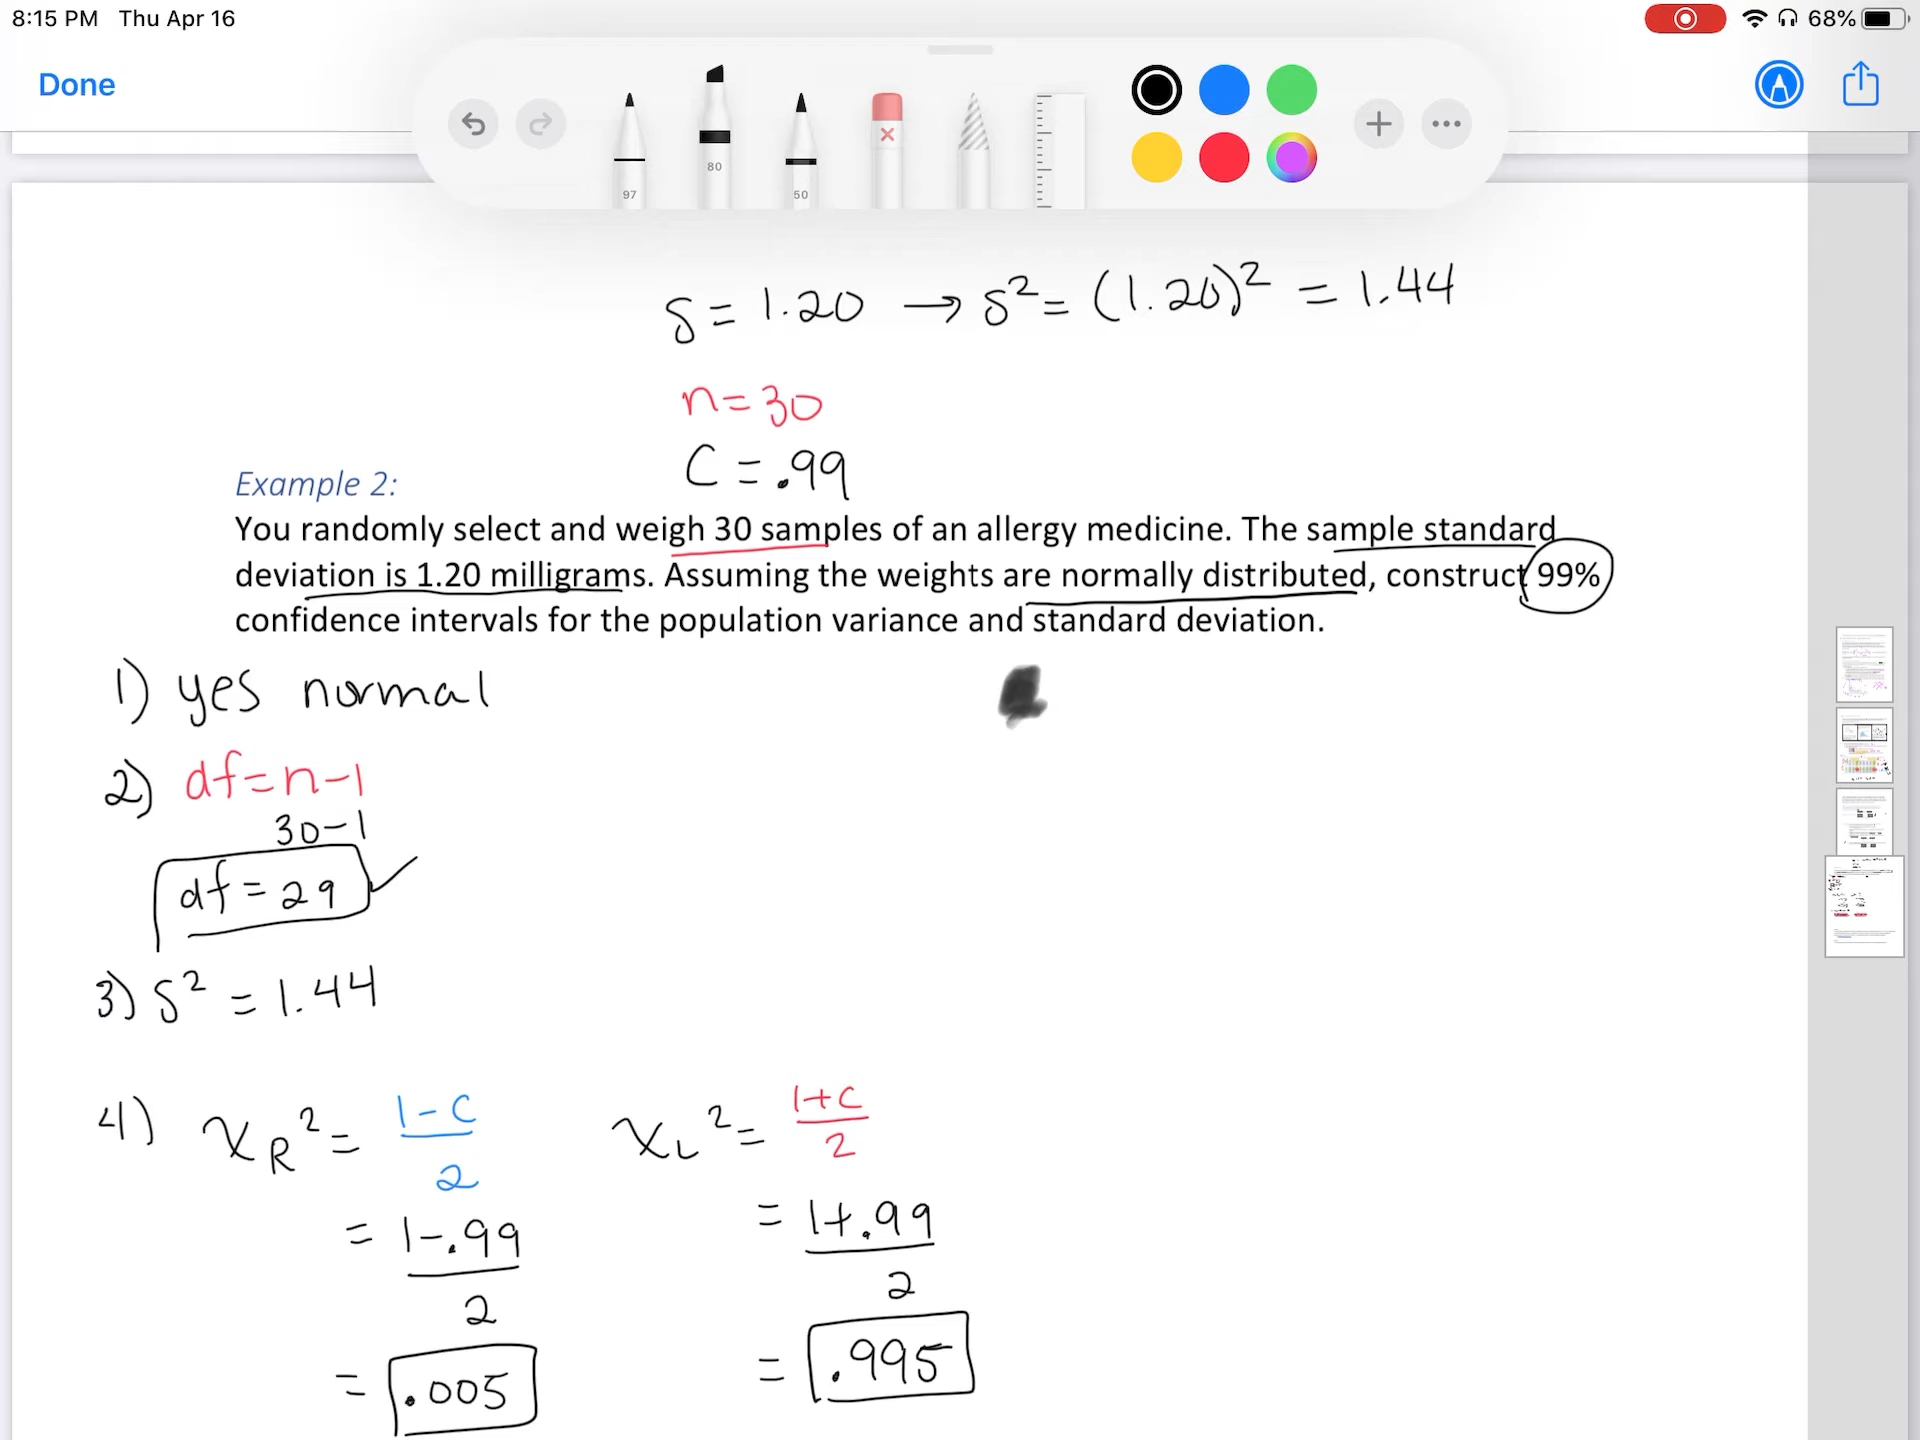 8:15 PM Thu Apr 16
68%
Done
97
80
50
S = 1.20 → S² = (1.20)² = 1.44
n = 30
C = .99
Example 2:
You randomly select and weigh 30 samples of an allergy medicine. The sample standard
deviation is 1.20 milligrams. Assuming the weights are normally distributed, construct 99%
confidence intervals for the population variance and standard deviation.
1) yes normal
2) df = n-1
30-1
df = 29 ✓
3) S² = 1.44
4) χR² = 1-C
2
= 1-.99
2
= .005
χL² = 1+C
2
= 1+.99
2
= .995